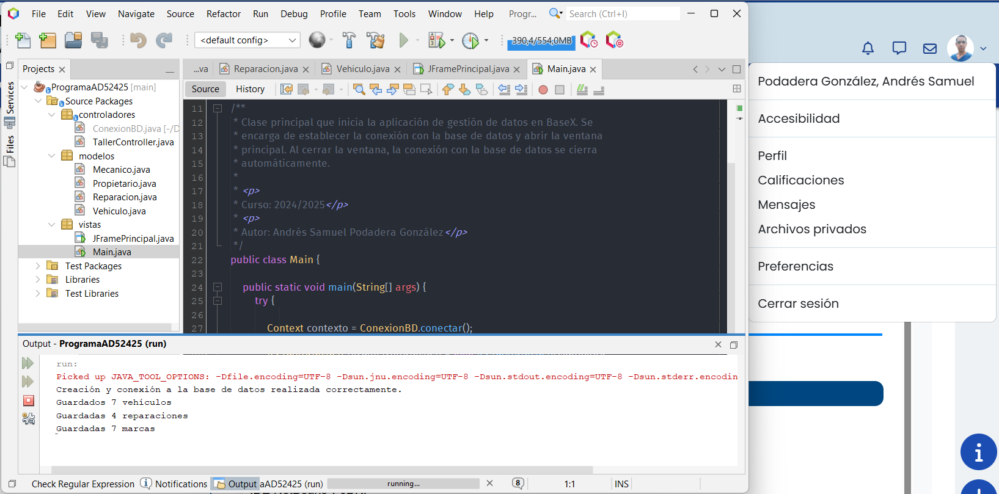 File Edit View Navigate Source Refactor Run Debug Profile Team Tools Window Help Progr... Search (Ctrl+I)
<default config> 390,4/554,0MB
Projects
...va Reparacion.java Vehiculo.java JFramePrincipal.java Main.java
Source History
Services
Files
ProgramaAD52425 [main]
Source Packages
controladores
ConexionBD.java [-/D
TallerController.java
modelos
Mecanico.java
Propietario.java
Reparacion.java
Vehiculo.java
vistas
JFramePrincipal.java
Main.java
Test Packages
Libraries
Test Libraries
11 /**
12 * Clase principal que inicia la aplicación de gestión de datos en BaseX. Se
13 * encarga de establecer la conexión con la base de datos y abrir la ventana
14 * principal. Al cerrar la ventana, la conexión con la base de datos se cierra
15 * automáticamente.
16 *
17 * <p>
18 * Curso: 2024/2025</p>
19 * <p>
20 * Autor: Andrés Samuel Podadera González</p>
21 */
22 public class Main {
23
24 public static void main(String[] args) {
25 try {
26
27 Context contexto = ConexionBD.conectar();
Output - ProgramaAD52425 (run)
run:
Picked up JAVA_TOOL_OPTIONS: -Dfile.encoding=UTF-8 -Dsun.jnu.encoding=UTF-8 -Dsun.stdout.encoding=UTF-8 -Dsun.stderr.encodin
Creación y conexión a la base de datos realizada correctamente.
Guardados 7 vehículos
Guardadas 4 reparaciones
Guardadas 7 marcas
Check Regular Expression Notifications Output aAD52425 (run) running... 8 1:1 INS
Podadera González, Andrés Samuel
Accesibilidad
Perfil
Calificaciones
Mensajes
Archivos privados
Preferencias
Cerrar sesión